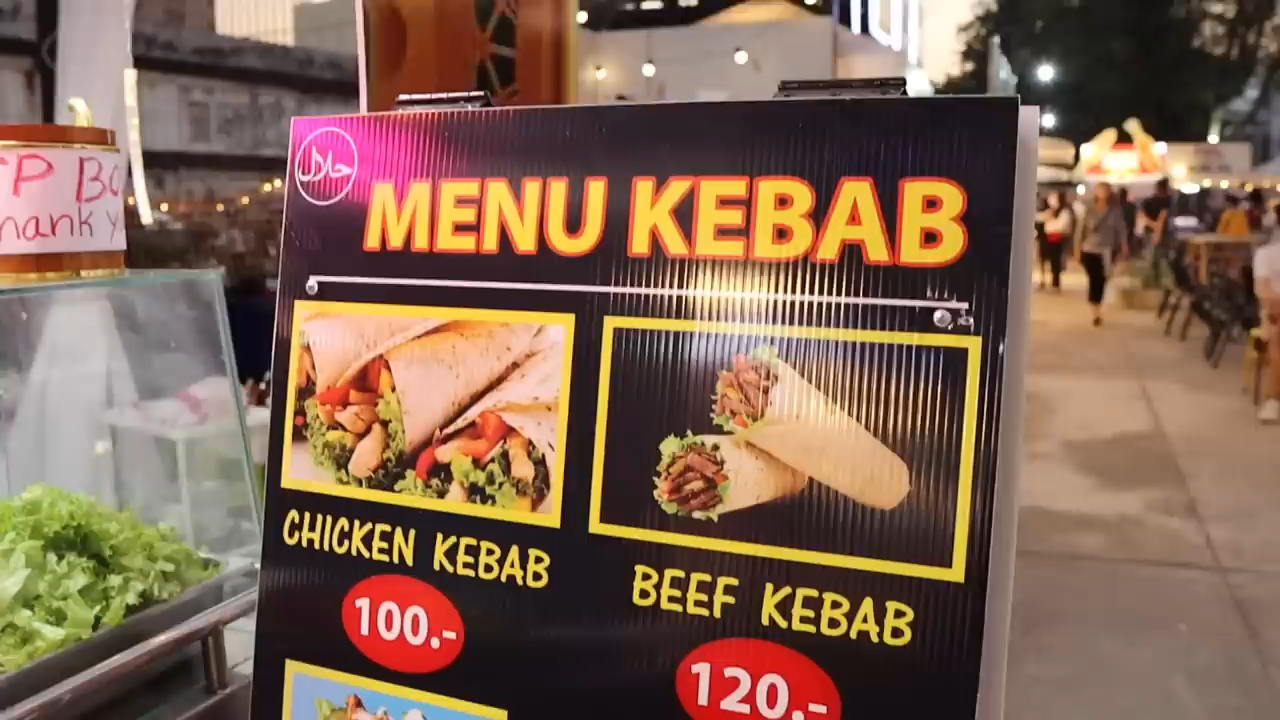 حلال
MENU KEBAB
CHICKEN KEBAB
100.-
BEEF KEBAB
120.-